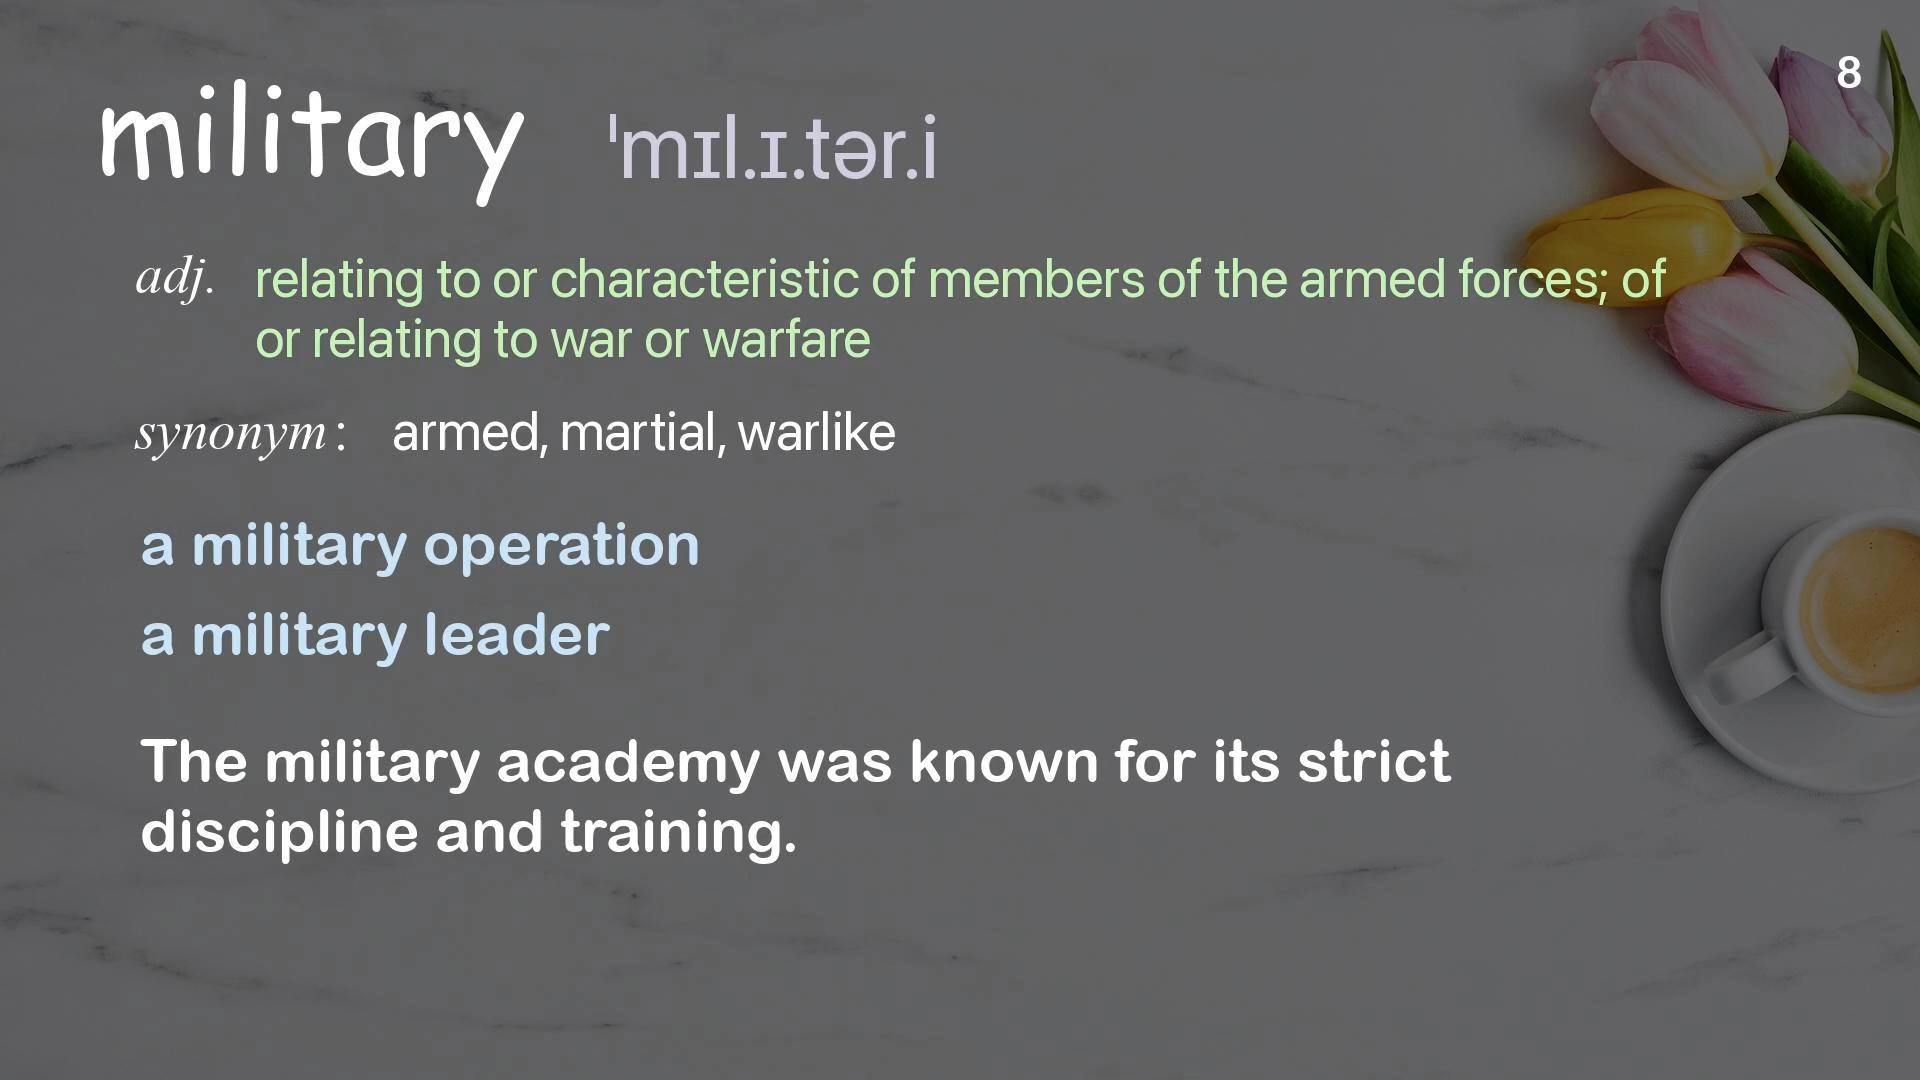 8
military ˈmɪl.ɪ.tər.i
adj. relating to or characteristic of members of the armed forces; of
or relating to war or warfare
synonym : armed, martial, warlike
a military operation
a military leader
The military academy was known for its strict
discipline and training.